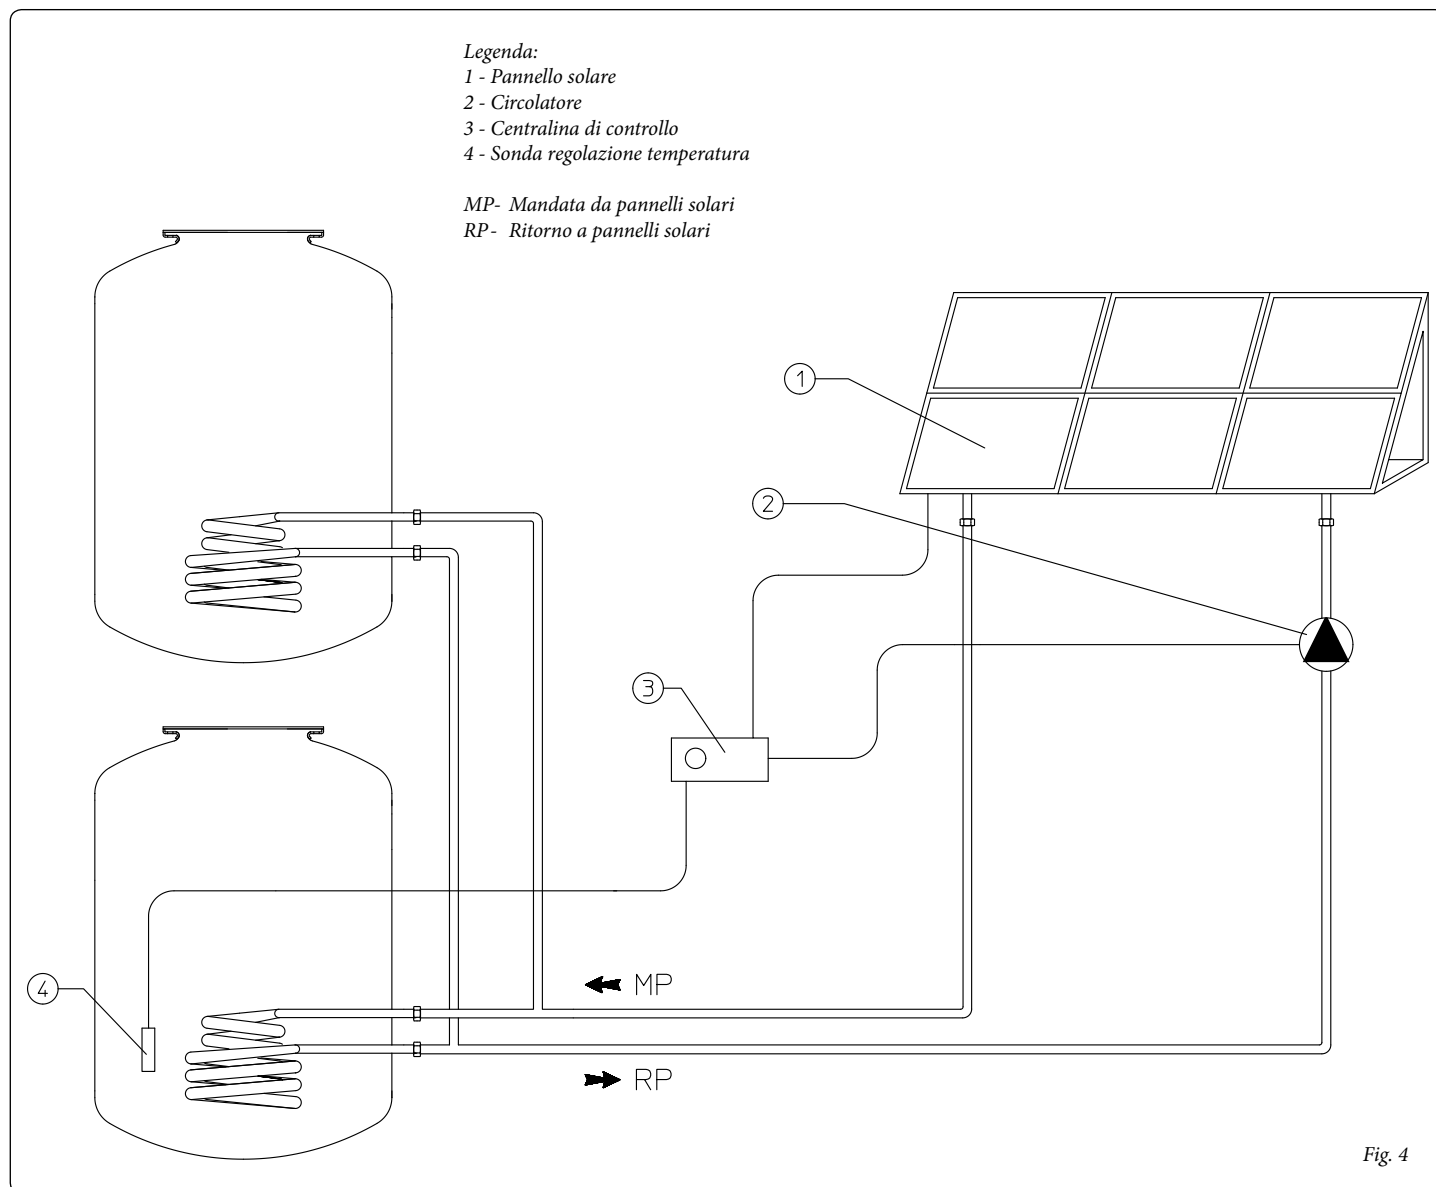 Legenda:
1 - Pannello solare
2 - Circolatore
3 - Centralina di controllo
4 - Sonda regolazione temperatura
MP- Mandata da pannelli solari
RP- Ritorno a pannelli solari
1
2
3
4
MP
RP
Fig. 4